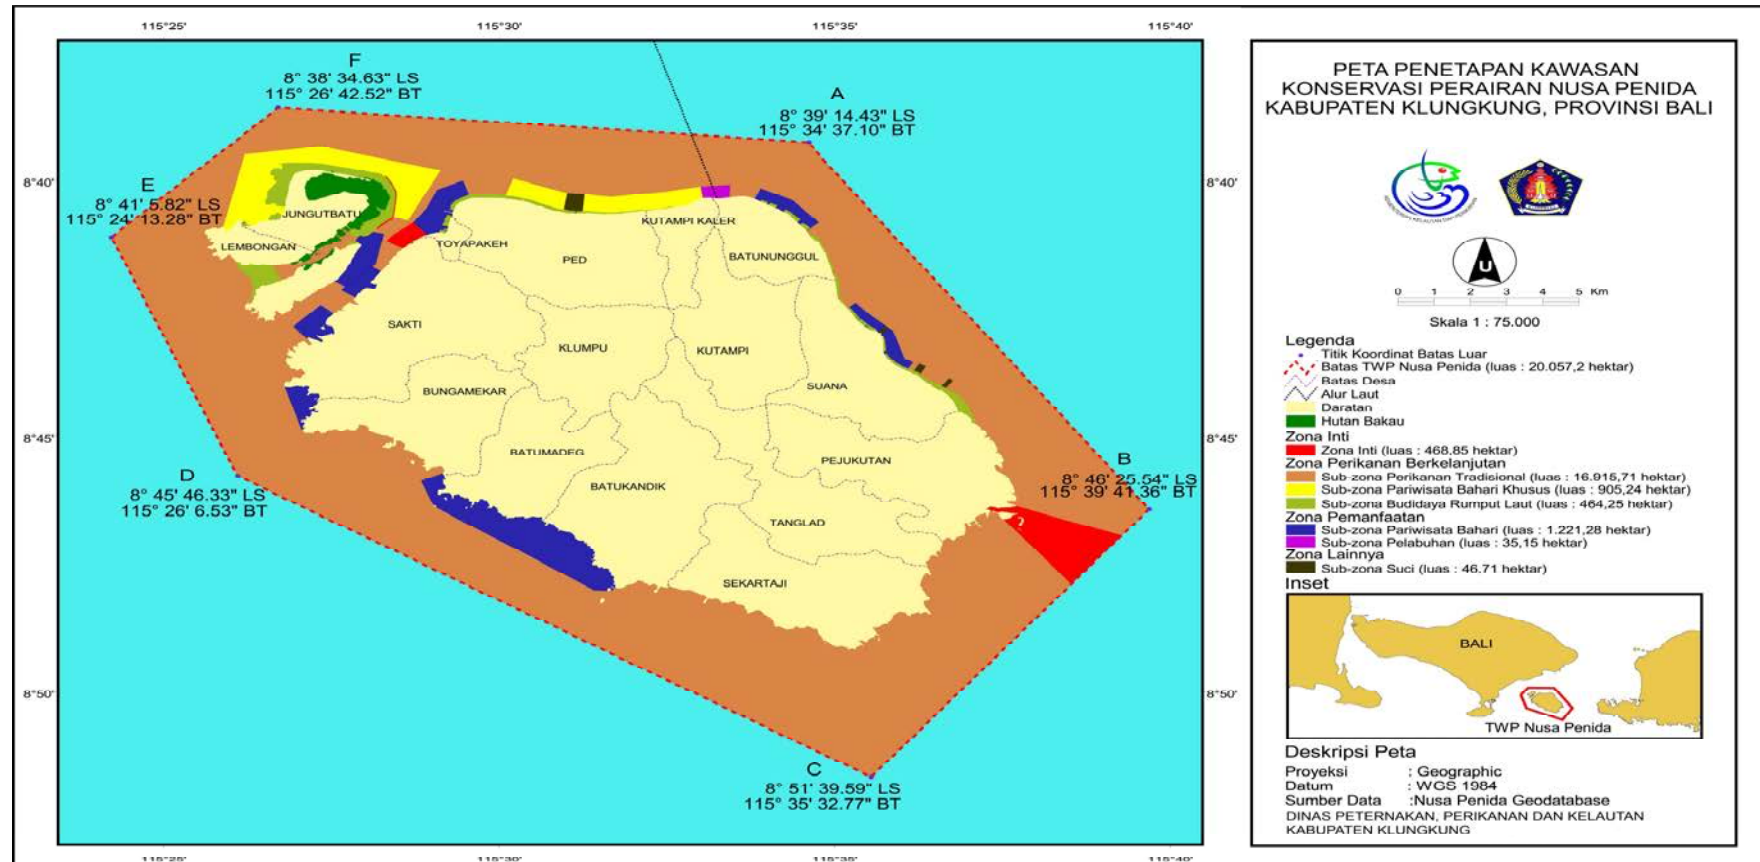 115°25'
115°30'
115°35'
115°40'
F
8° 38' 34.63" LS
115° 26' 42.52" BT
A
8° 39' 14.43" LS
115° 34' 37.10" BT
8°40'
8°40'
E
8° 41' 5.82" LS
115° 24' 13.28" BT
JUNGUTBATU
LEMBONGAN
TOYAPAKEH
PED
KUTAMPI KALER
BATUNUNGGUL
SAKTI
KLUMPU
KUTAMPI
SUANA
BUNGAMEKAR
8°45'
8°45'
BATUMADEG
BATUKANDIK
PEJUKUTAN
B
8° 46' 25.54" LS
115° 39' 41.36" BT
D
8° 45' 46.33" LS
115° 26' 6.53" BT
TANGLAD
SEKARTAJI
8°50'
8°50'
C
8° 51' 39.59" LS
115° 35' 32.77" BT
115°25'
115°30'
115°35'
115°40'
PETA PENETAPAN KAWASAN
KONSERVASI PERAIRAN NUSA PENIDA
KABUPATEN KLUNGKUNG, PROVINSI BALI
U
0 1 2 3 4 5 Km
Skala 1 : 75.000
Legenda
Titik Koordinat Batas Luar
Batas TWP Nusa Penida (luas : 20.057,2 hektar)
Batas Desa
Alur Laut
Daratan
Hutan Bakau
Zona Inti
Zona Inti (luas : 468.85 hektar)
Zona Perikanan Berkelanjutan
Sub-zona Perikanan Tradisional (luas : 16.915,71 hektar)
Sub-zona Pariwisata Bahari Khusus (luas : 905,24 hektar)
Sub-zona Budidaya Rumput Laut (luas : 464,25 hektar)
Zona Pemanfaatan
Sub-zona Pariwisata Bahari (luas : 1.221,28 hektar)
Sub-zona Pelabuhan (luas : 35,15 hektar)
Zona Lainnya
Sub-zona Suci (luas : 46.71 hektar)
Inset
BALI
TWP Nusa Penida
Deskripsi Peta
Proyeksi : Geographic
Datum : WGS 1984
Sumber Data :Nusa Penida Geodatabase
DINAS PETERNAKAN, PERIKANAN DAN KELAUTAN
KABUPATEN KLUNGKUNG